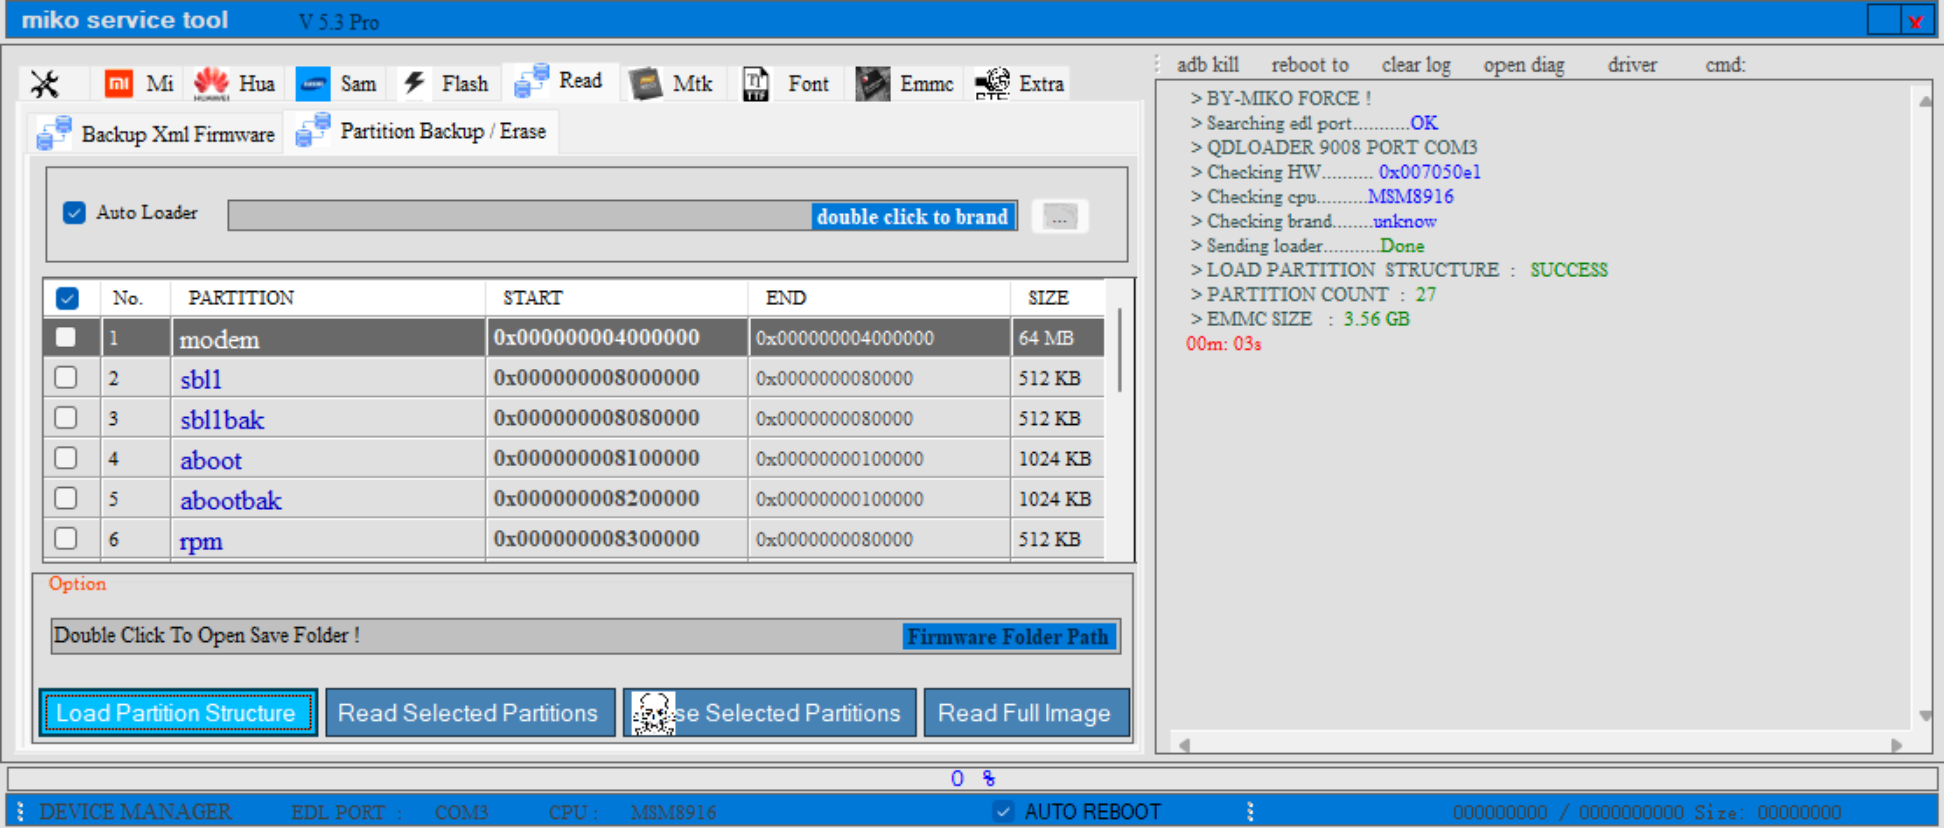 miko service tool V 5.3 Pro x
Mi Hua Sam Flash Read Mtk Font Emmc Extra
Backup Xml Firmware Partition Backup / Erase
Auto Loader double click to brand ...
No. PARTITION START END SIZE
1 modem 0x000000004000000 0x000000004000000 64 MB
2 sbl1 0x000000008000000 0x0000000080000 512 KB
3 sbl1bak 0x000000008080000 0x0000000080000 512 KB
4 aboot 0x000000008100000 0x00000000100000 1024 KB
5 abootbak 0x000000008200000 0x00000000100000 1024 KB
6 rpm 0x000000008300000 0x0000000080000 512 KB
Option
Double Click To Open Save Folder ! Firmware Folder Path
Load Partition Structure Read Selected Partitions se Selected Partitions Read Full Image
adb kill reboot to clear log open diag driver cmd:
> BY-MIKO FORCE !
> Searching edl port...........OK
> QDLOADER 9008 PORT COM3
> Checking HW.......... 0x007050e1
> Checking cpu..........MSM8916
> Checking brand........unknow
> Sending loader...........Done
> LOAD PARTITION STRUCTURE : SUCCESS
> PARTITION COUNT : 27
> EMMC SIZE : 3.56 GB
00m: 03s
0 %
DEVICE MANAGER EDL PORT : COM3 CPU : MSM8916 AUTO REBOOT 000000000 / 0000000000 Size: 00000000